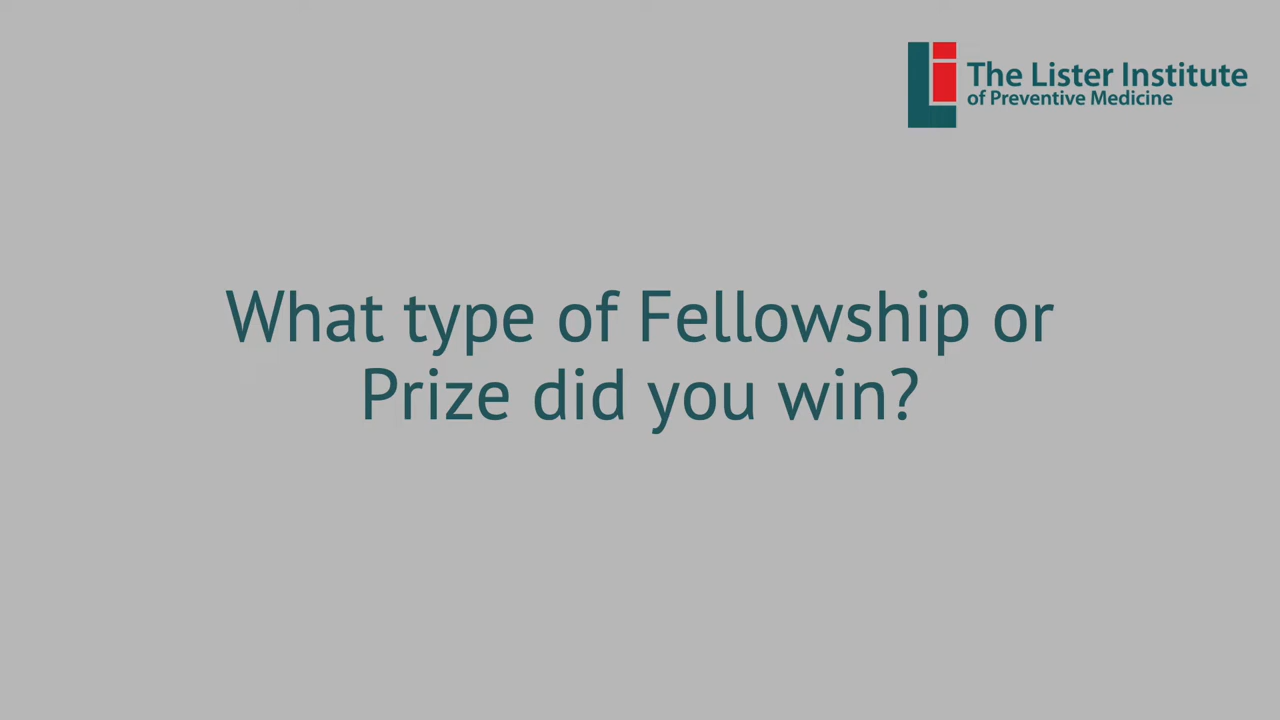 The Lister Institute
of Preventive Medicine
What type of Fellowship or
Prize did you win?